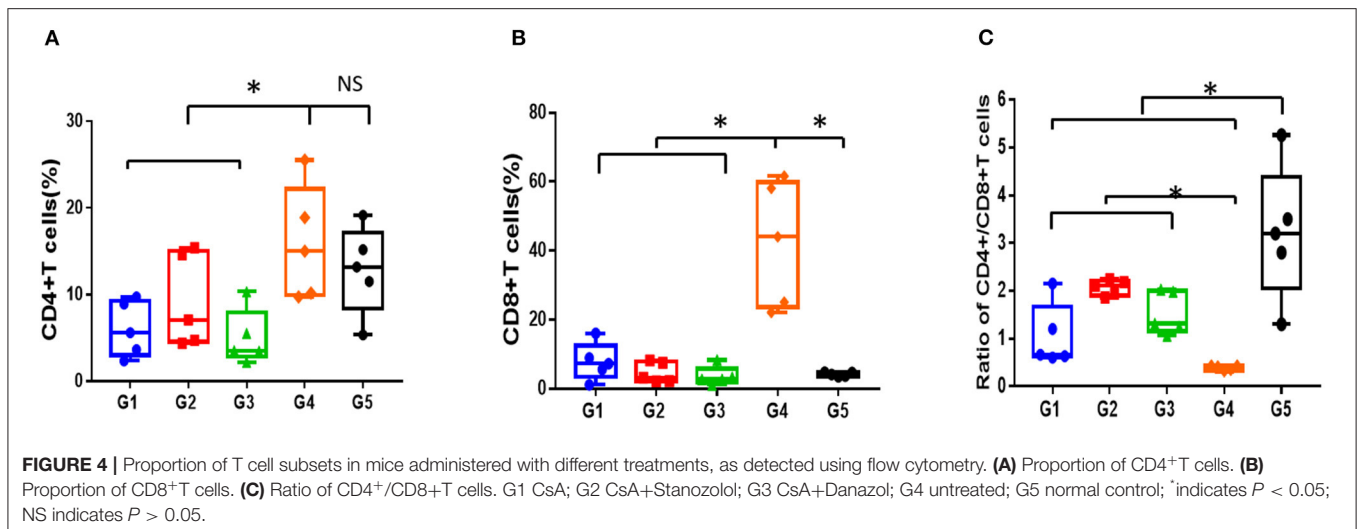 A
B
C
* NS
CD4+T cells(%)
30
20
10
0
G1 G2 G3 G4 G5
* *
CD8+T cells(%)
80
60
40
20
0
G1 G2 G3 G4 G5
*
*
Ratio of CD4+/CD8+T cells
6
5
4
3
2
1
0
G1 G2 G3 G4 G5
FIGURE 4 | Proportion of T cell subsets in mice administered with different treatments, as detected using flow cytometry. (A) Proportion of CD4+T cells. (B)
Proportion of CD8+T cells. (C) Ratio of CD4+/CD8+T cells. G1 CsA; G2 CsA+Stanozolol; G3 CsA+Danazol; G4 untreated; G5 normal control; *indicates P < 0.05;
NS indicates P > 0.05.